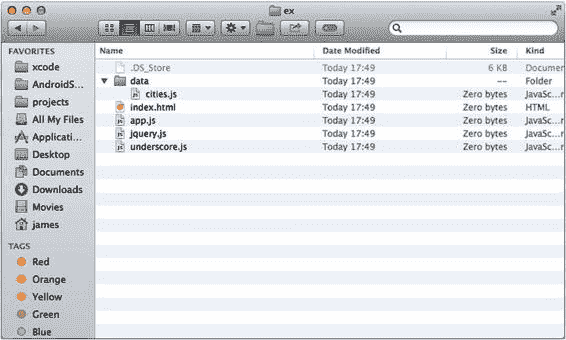 ex
FAVORITES
xcode
AndroidS...
projects
All My Files
Applicati...
Desktop
Documents
Downloads
Movies
james
TAGS
Red
Orange
Yellow
Green
Blue
Name Date Modified Size Kind
.DS_Store Today 17:49 6 KB Documen
data Today 17:49 -- Folder
cities.js Today 17:49 Zero bytes JavaSc...r
index.html Today 17:49 Zero bytes HTML
app.js Today 17:49 Zero bytes JavaSc...r
jquery.js Today 17:49 Zero bytes JavaSc...r
underscore.js Today 17:49 Zero bytes JavaSc...r